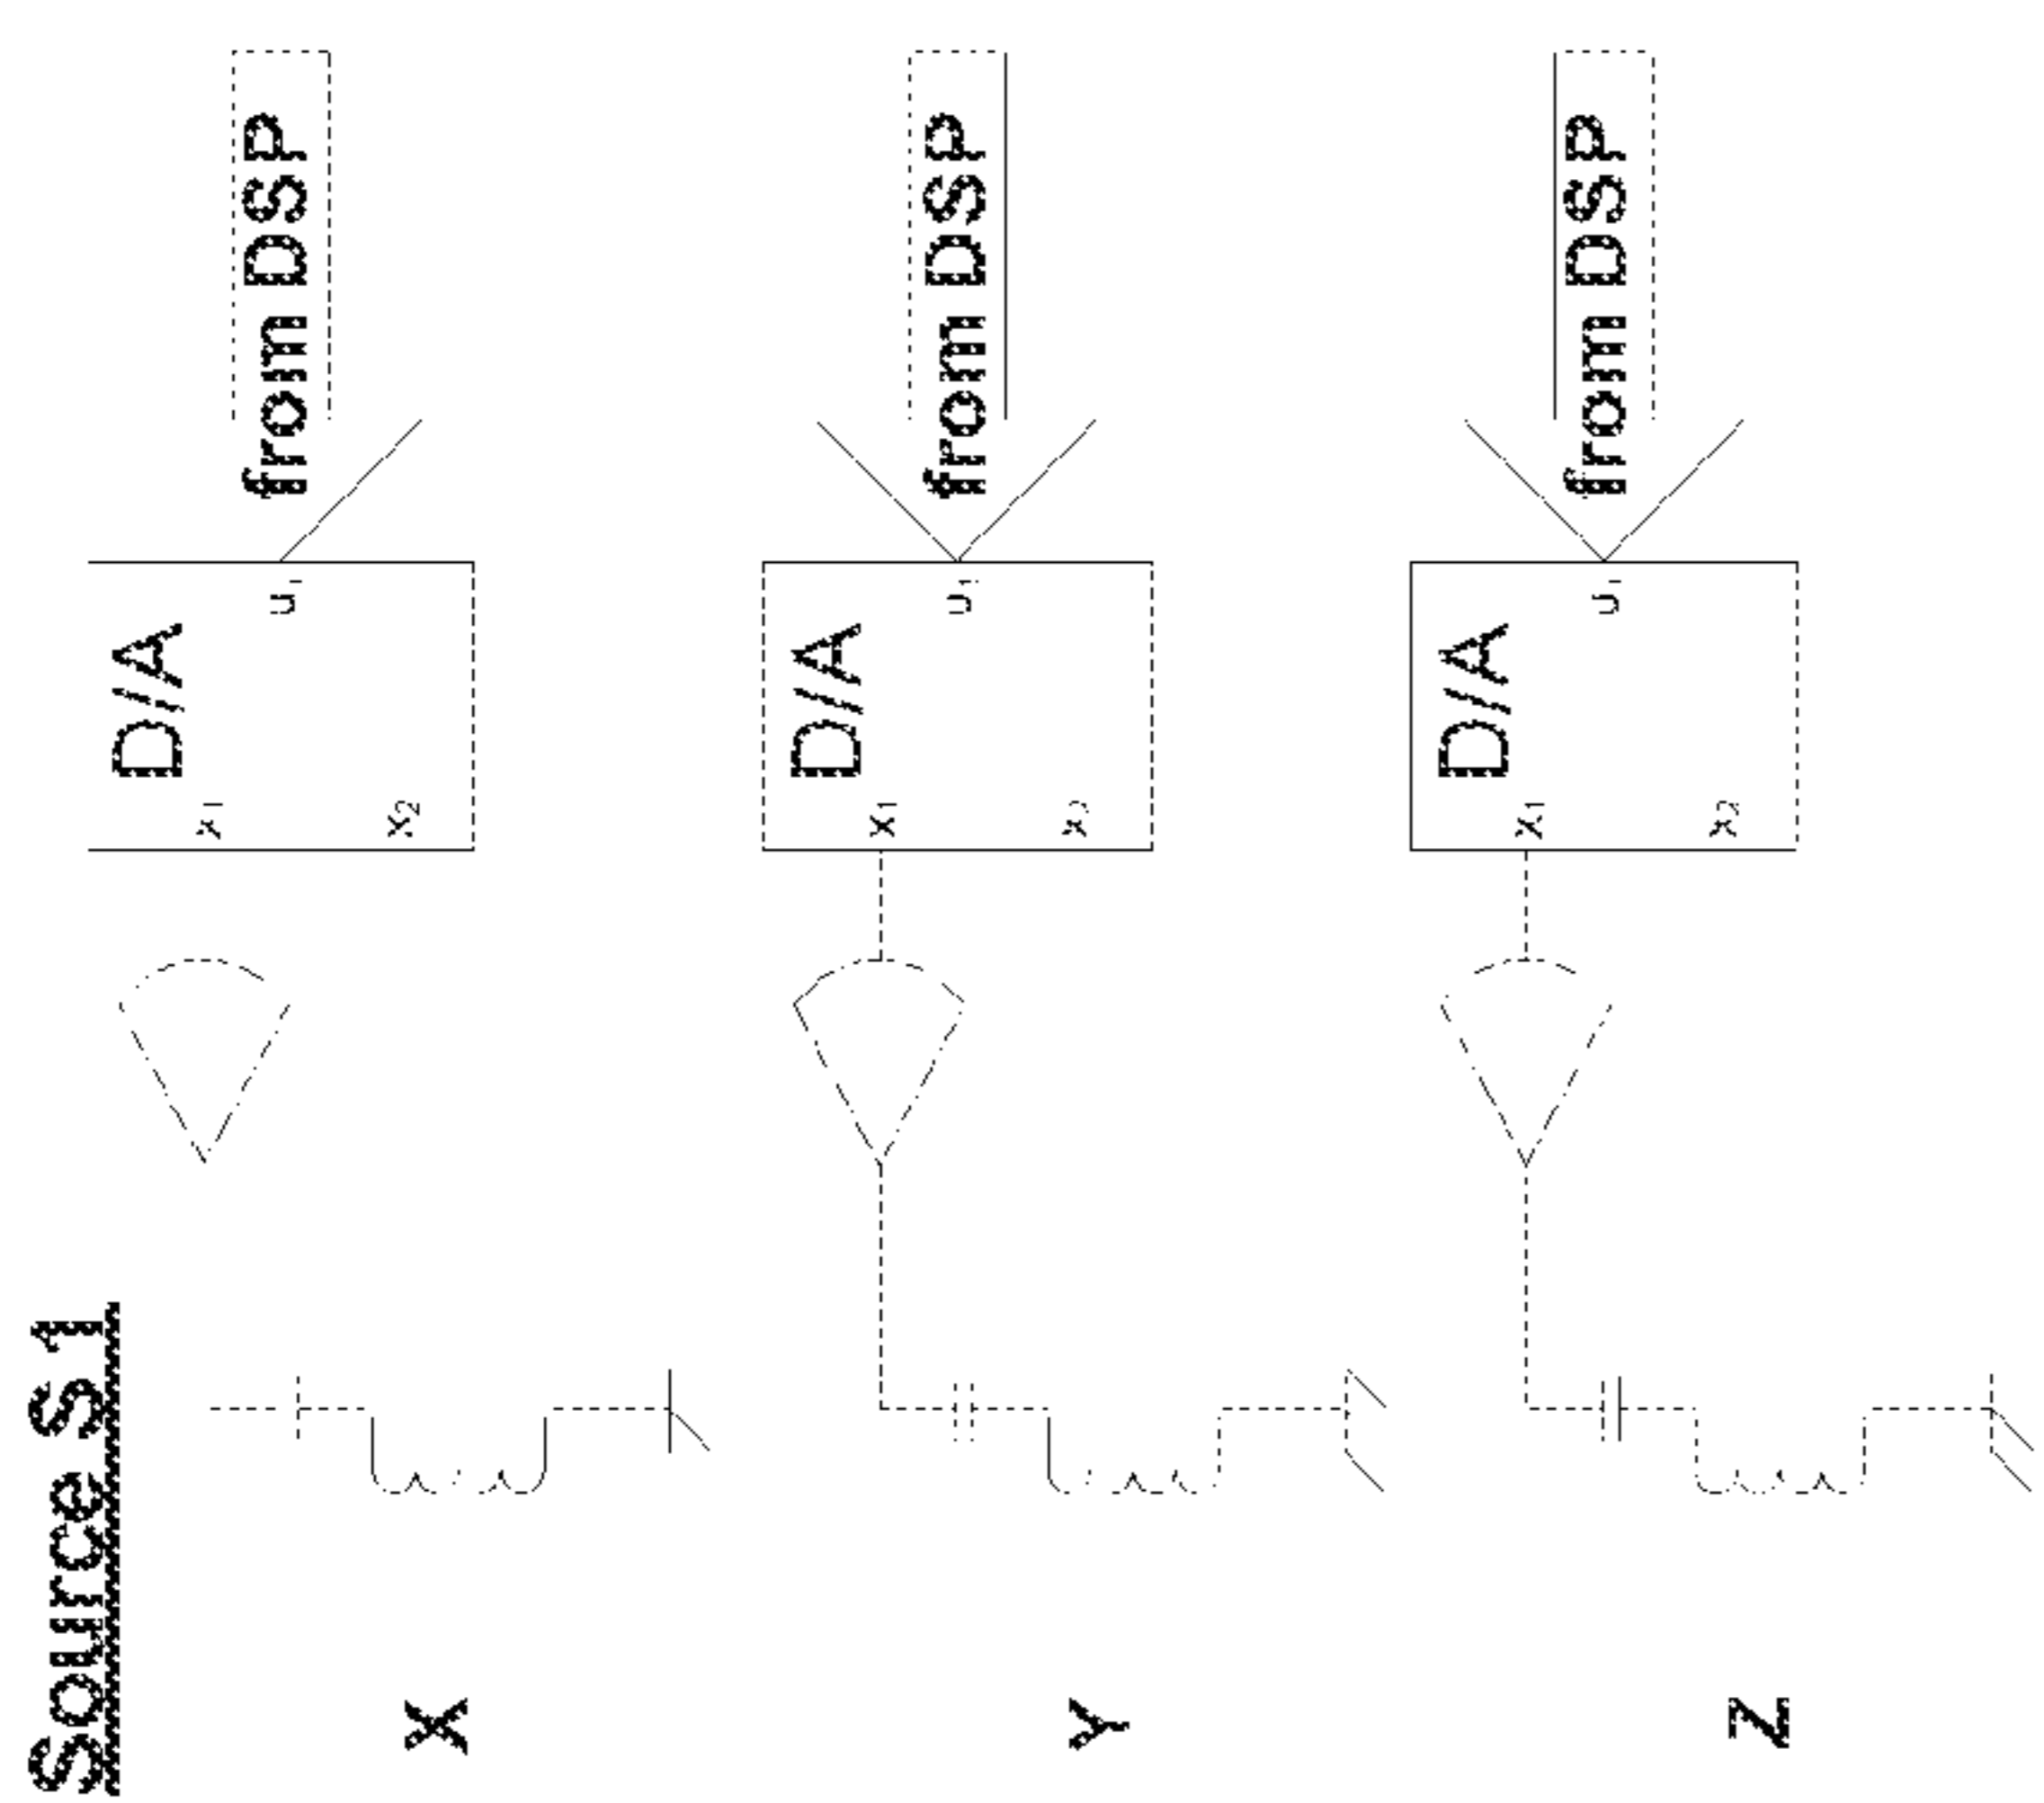 Source S1
X
x1
x2
D/A
u1
from DSP
Y
x1
x2
D/A
u1
from DSP
Z
x1
x2
D/A
u1
from DSP